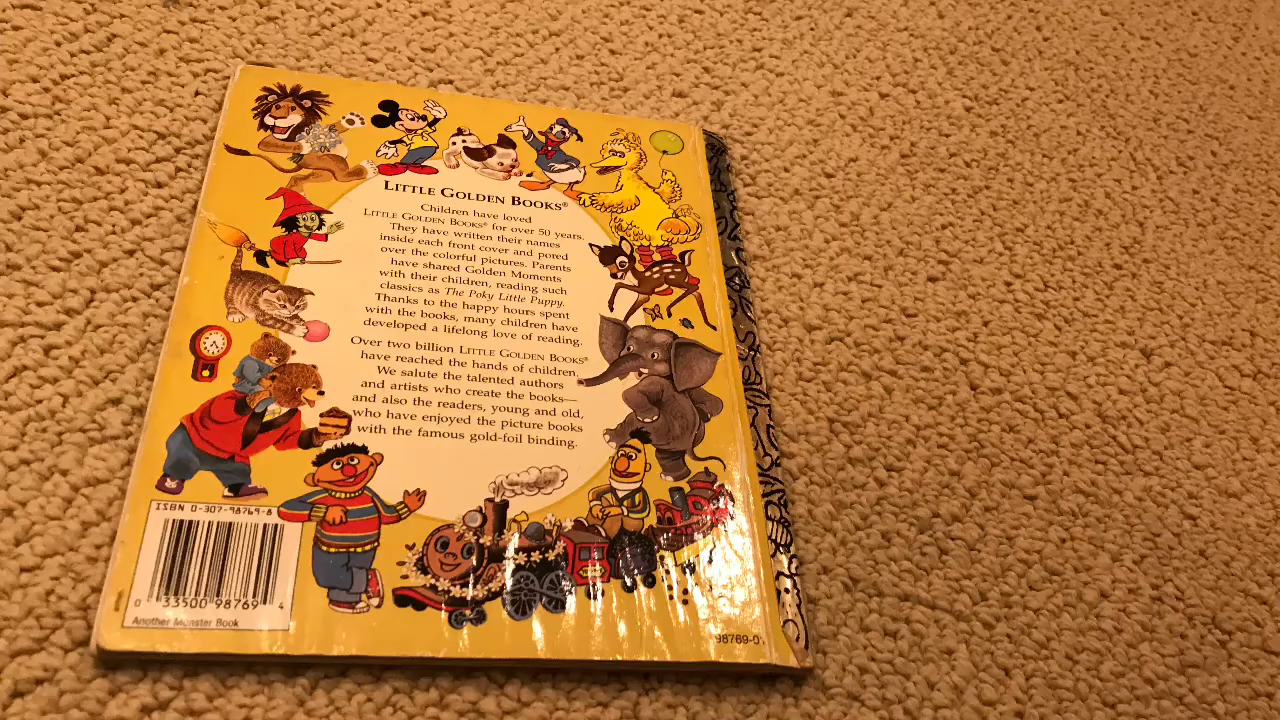 LITTLE GOLDEN BOOKS®
Children have loved
LITTLE GOLDEN BOOKS® for over 50 years.
They have written their names
inside each front cover and pored
over the colorful pictures. Parents
have shared Golden Moments
with their children, reading such
classics as The Poky Little Puppy.
Thanks to the happy hours spent
with the books, many children have
developed a lifelong love of reading.
Over two billion LITTLE GOLDEN BOOKS®
have reached the hands of children.
We salute the talented authors
and artists who create the books—
and also the readers, young and old,
who have enjoyed the picture books
with the famous gold-foil binding.
ISBN 0-307-98769-8
0 33500 98769 4
Another Monster Book
98769-01